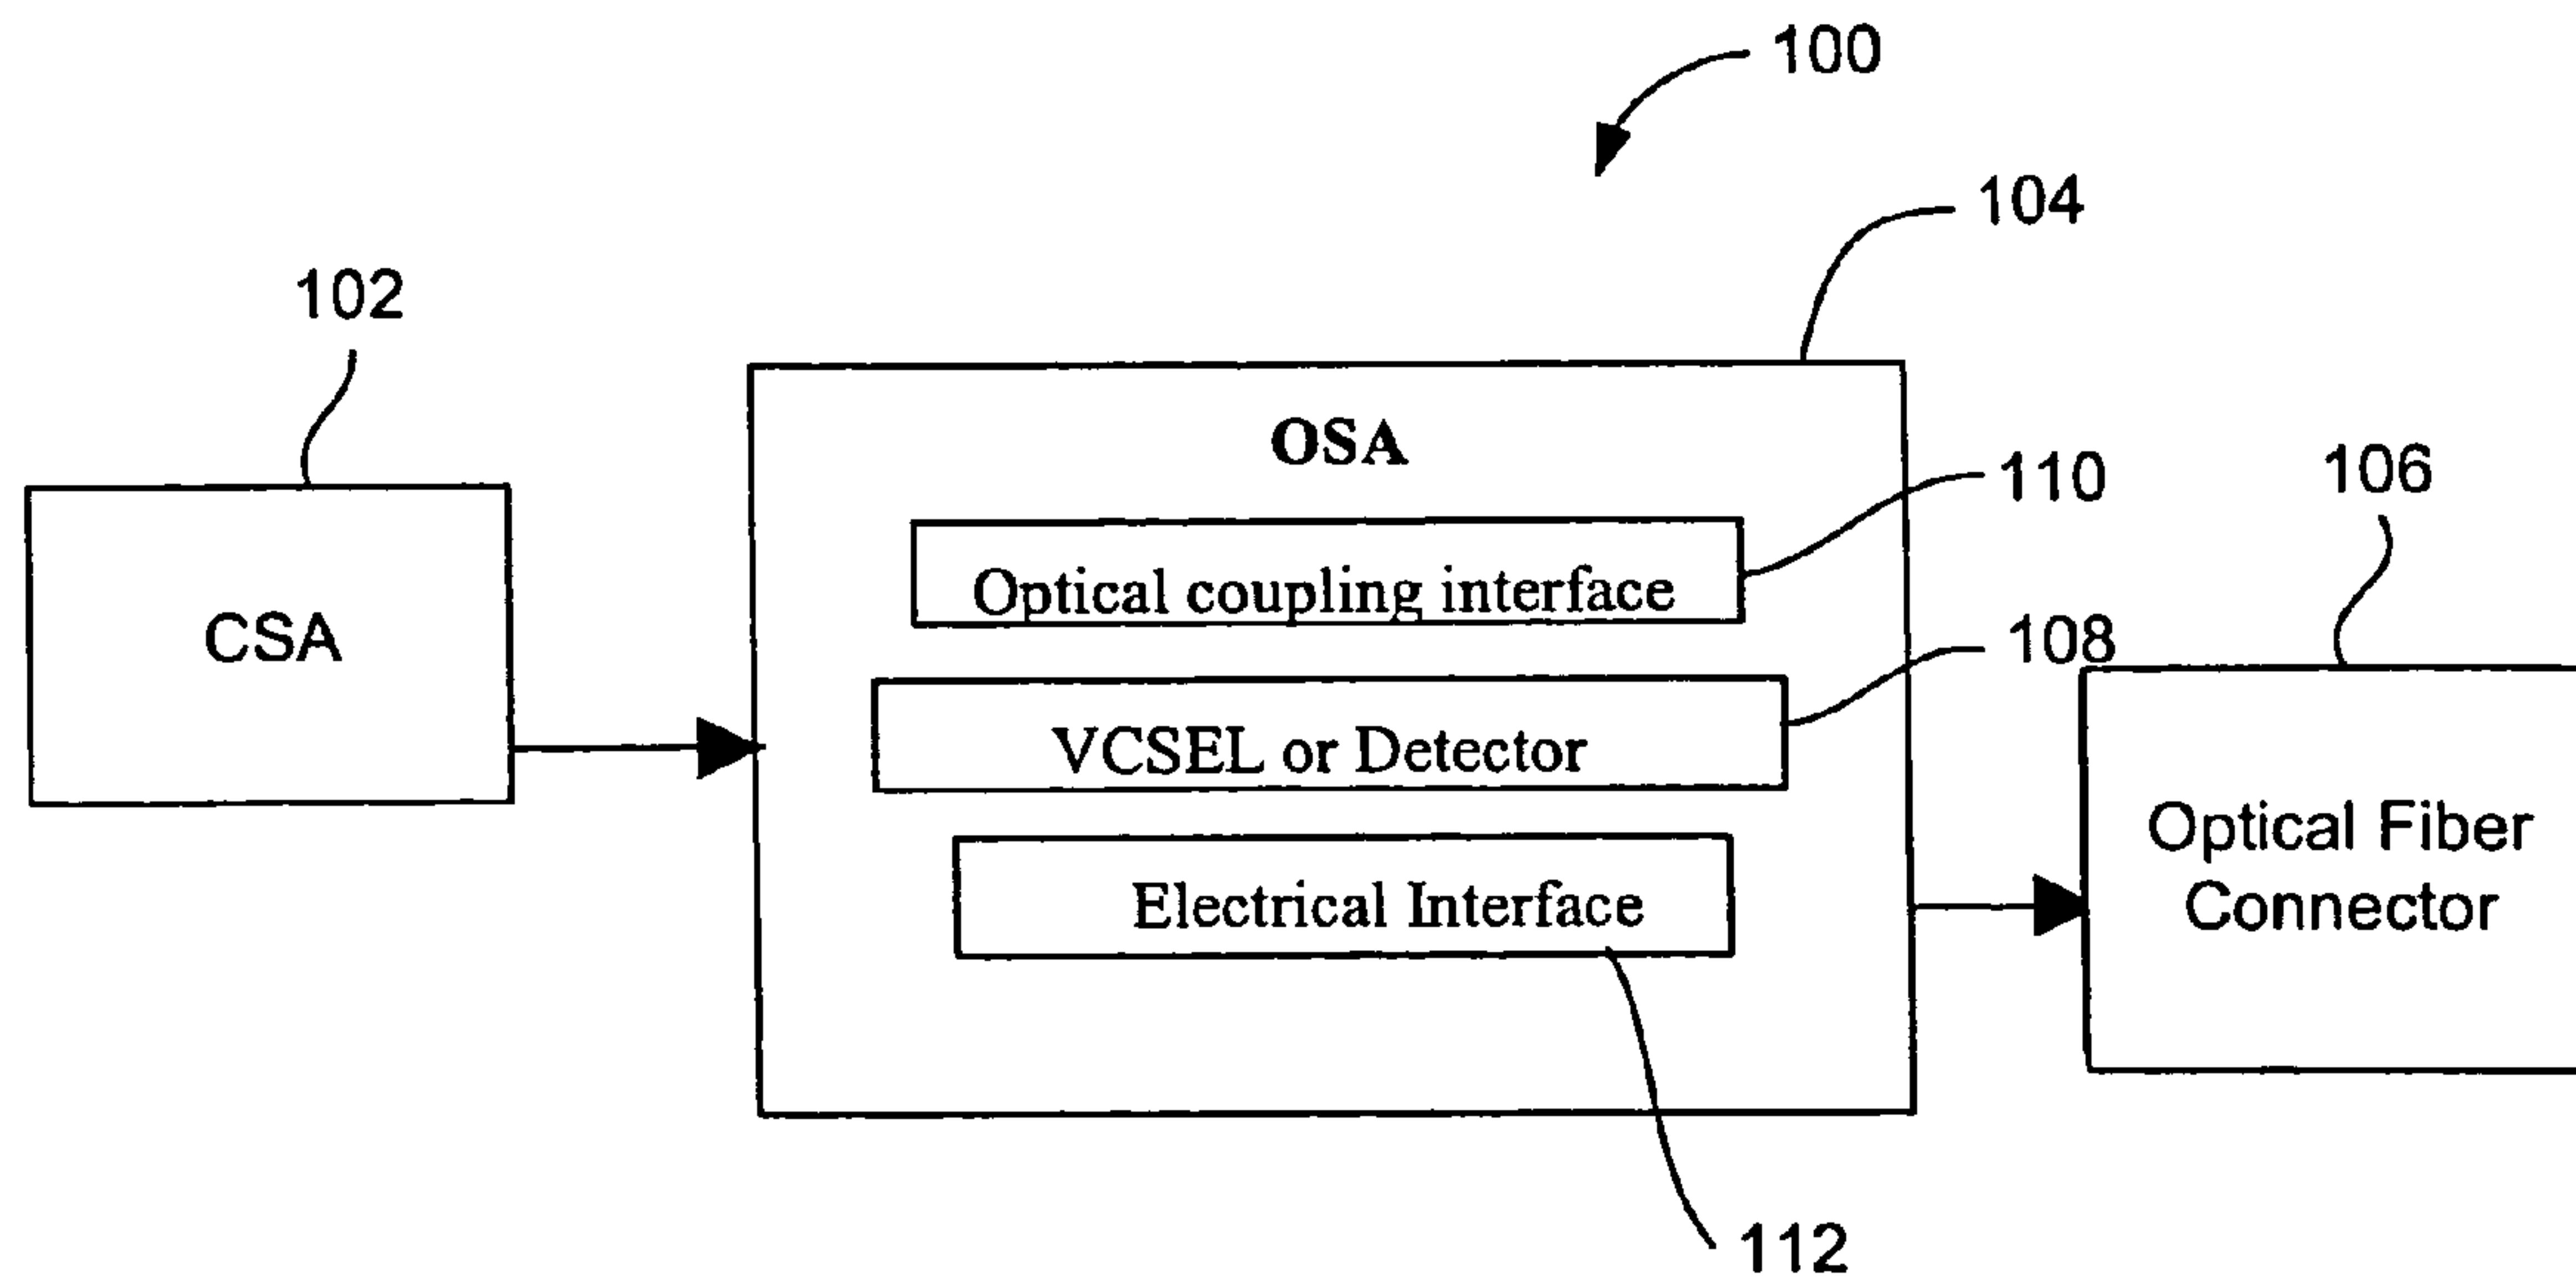 100
104
102
OSA
110
106
Optical coupling interface
CSA
108
VCSEL or Detector
Optical Fiber
Connector
Electrical Interface
112